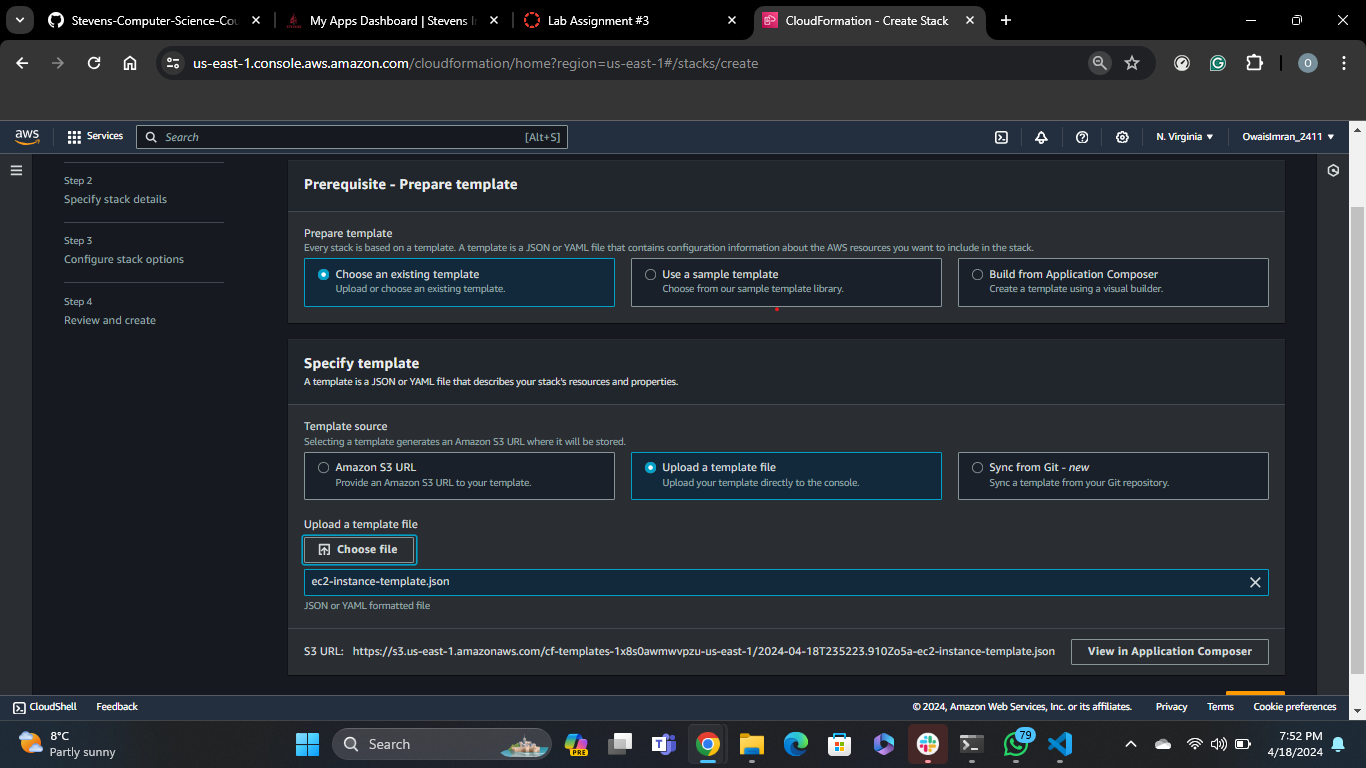 Stevens-Computer-Science-Cou
My Apps Dashboard | Stevens In
Lab Assignment #3
CloudFormation - Create Stack
us-east-1.console.aws.amazon.com/cloudformation/home?region=us-east-1#/stacks/create
O
aws
Services
Search
[Alt+S]
N. Virginia
OwaisImran_2411
Step 2
Specify stack details
Step 3
Configure stack options
Step 4
Review and create
Prerequisite - Prepare template
Prepare template
Every stack is based on a template. A template is a JSON or YAML file that contains configuration information about the AWS resources you want to include in the stack.
Choose an existing template
Upload or choose an existing template.
Use a sample template
Choose from our sample template library.
Build from Application Composer
Create a template using a visual builder.
Specify template
A template is a JSON or YAML file that describes your stack's resources and properties.
Template source
Selecting a template generates an Amazon S3 URL where it will be stored.
Amazon S3 URL
Provide an Amazon S3 URL to your template.
Upload a template file
Upload your template directly to the console.
Sync from Git - new
Sync a template from your Git repository.
Upload a template file
Choose file
ec2-instance-template.json
JSON or YAML formatted file
S3 URL: https://s3.us-east-1.amazonaws.com/cf-templates-1x8s0awmwvpzu-us-east-1/2024-04-18T235223.910Zo5a-ec2-instance-template.json
View in Application Composer
CloudShell
Feedback
© 2024, Amazon Web Services, Inc. or its affiliates.
Privacy
Terms
Cookie preferences
8°C
Partly sunny
Search
PRE
79
7:52 PM
4/18/2024